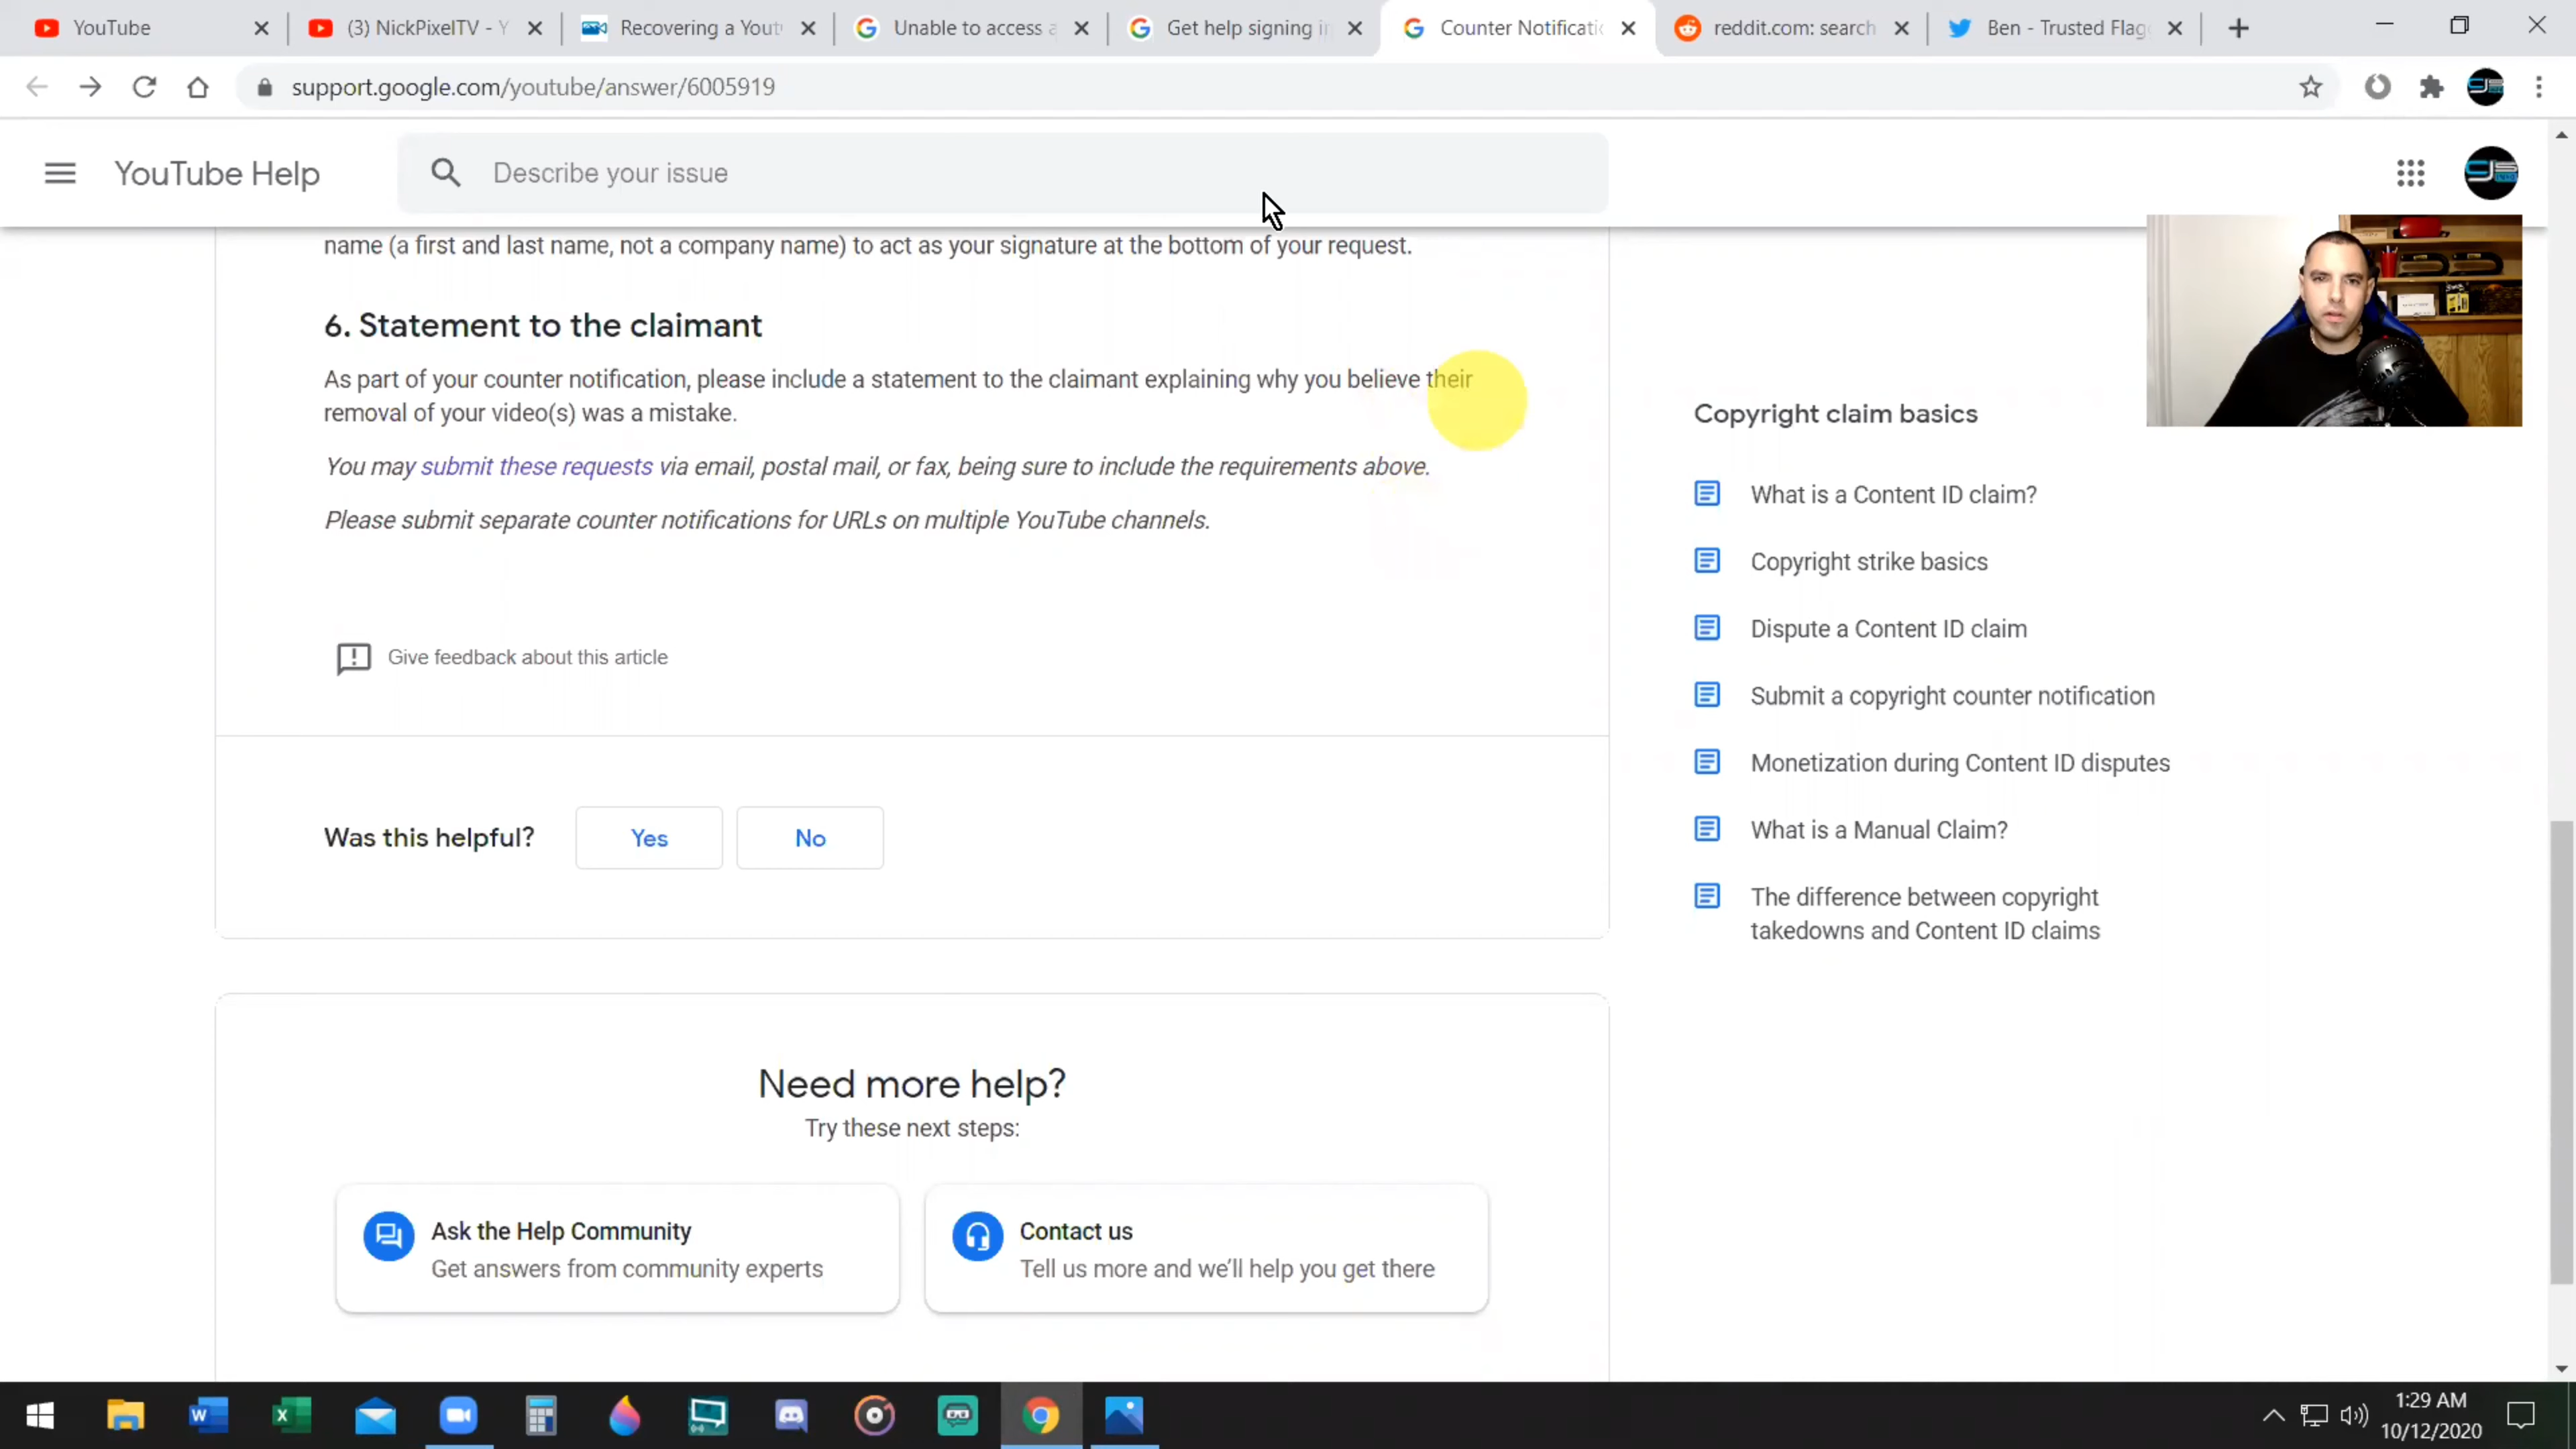 YouTube
(3) NickPixelTV - Y
Recovering a Yout
Unable to access a
Get help signing in
Counter Notificatio
reddit.com: search
Ben - Trusted Flag
support.google.com/youtube/answer/6005919
YouTube Help
Describe your issue
name (a first and last name, not a company name) to act as your signature at the bottom of your request.
6. Statement to the claimant
As part of your counter notification, please include a statement to the claimant explaining why you believe their
removal of your video(s) was a mistake.
You may submit these requests via email, postal mail, or fax, being sure to include the requirements above.
Please submit separate counter notifications for URLs on multiple YouTube channels.
Give feedback about this article
Was this helpful?
Yes
No
Need more help?
Try these next steps:
Ask the Help Community
Get answers from community experts
Contact us
Tell us more and we'll help you get there
Copyright claim basics
What is a Content ID claim?
Copyright strike basics
Dispute a Content ID claim
Submit a copyright counter notification
Monetization during Content ID disputes
What is a Manual Claim?
The difference between copyright
takedowns and Content ID claims
1:29 AM
10/12/2020